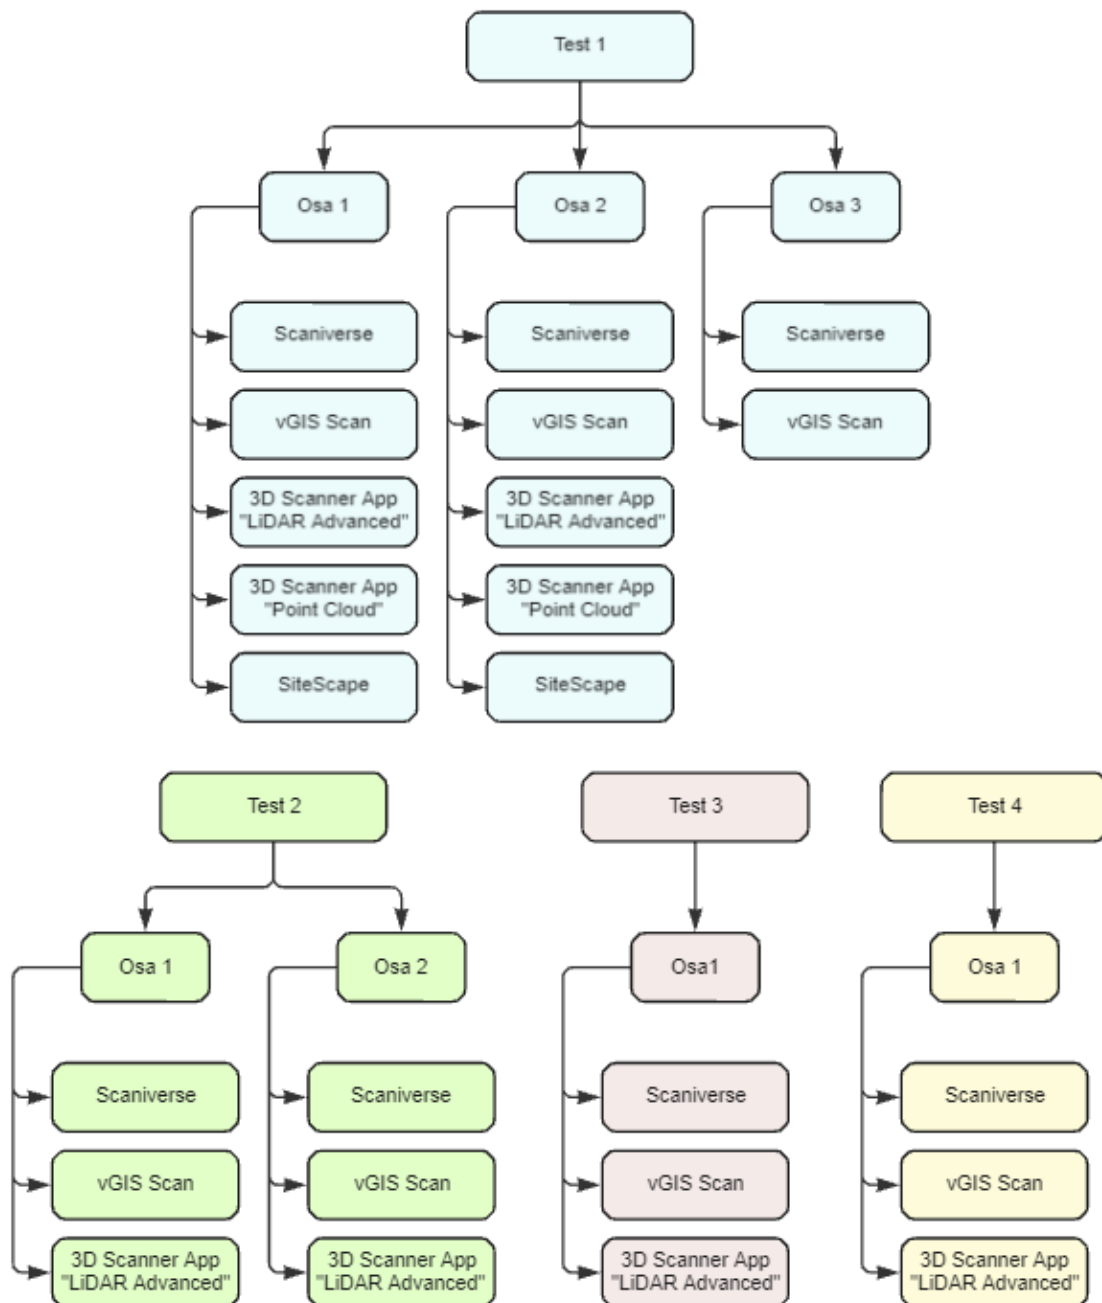 Test 1
Osa 1
Osa 2
Osa 3
Scaniverse
Scaniverse
Scaniverse
vGIS Scan
vGIS Scan
vGIS Scan
3D Scanner App
"LiDAR Advanced"
3D Scanner App
"LiDAR Advanced"
3D Scanner App
"Point Cloud"
3D Scanner App
"Point Cloud"
SiteScape
SiteScape
Test 2
Test 3
Test 4
Osa 1
Osa 2
Osa1
Osa 1
Scaniverse
Scaniverse
Scaniverse
Scaniverse
vGIS Scan
vGIS Scan
vGIS Scan
vGIS Scan
3D Scanner App
"LiDAR Advanced"
3D Scanner App
"LiDAR Advanced"
3D Scanner App
"LiDAR Advanced"
3D Scanner App
"LiDAR Advanced"